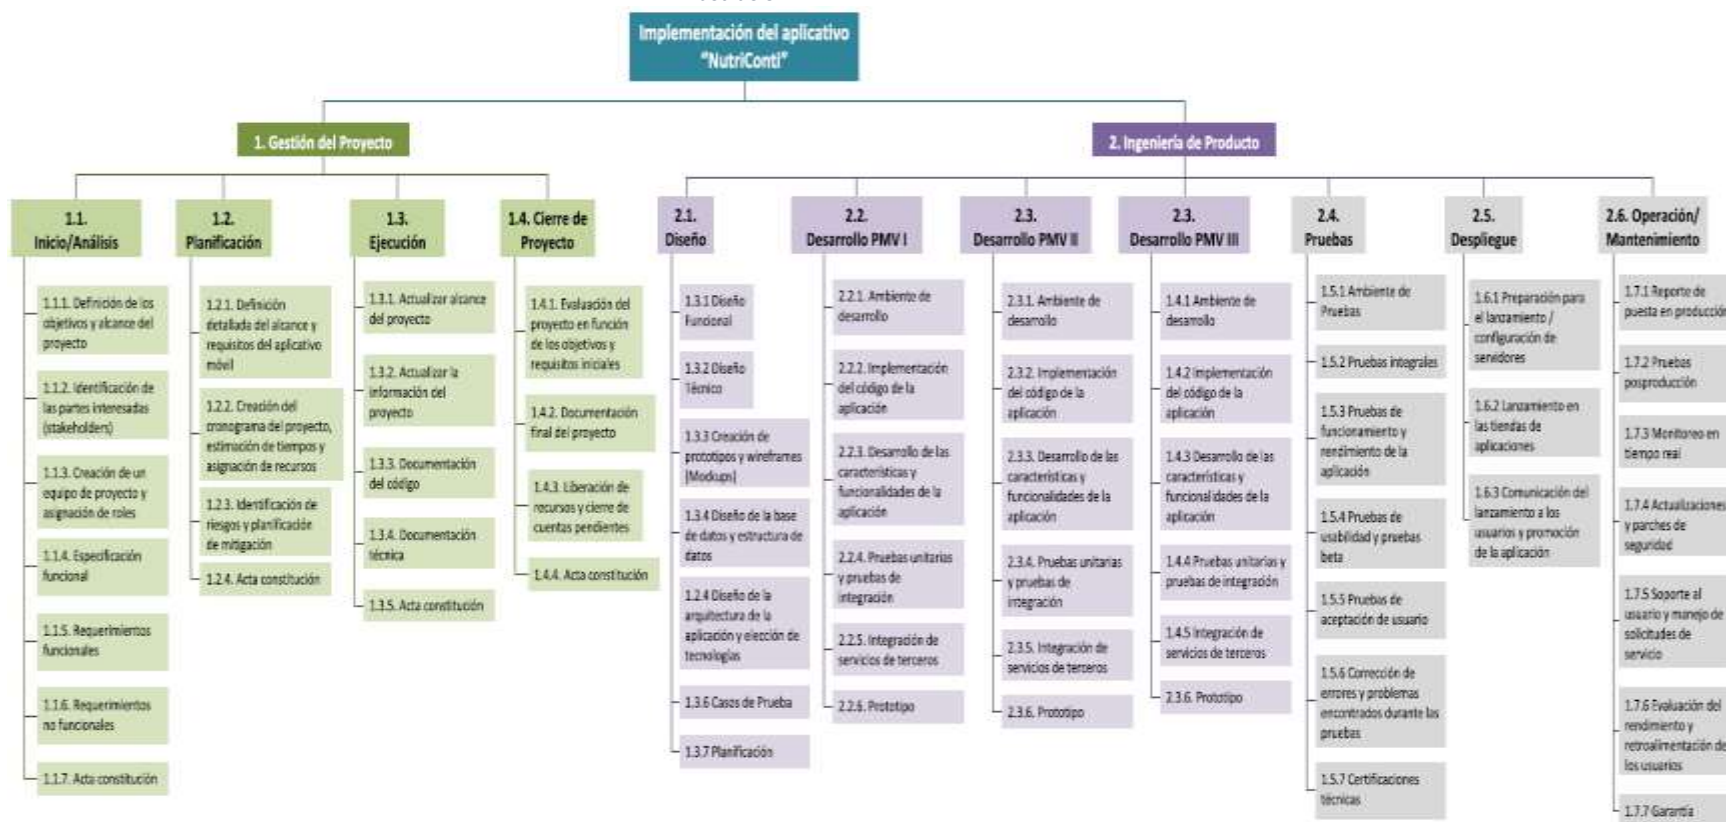 Implementación del aplicativo
"NutriConti"
1. Gestión del Proyecto
2. Ingeniería de Producto
1.1.
Inicio/Análisis
1.1.1. Definición de los
objetivos y alcance del
proyecto
1.1.2. Identificación de
las partes interesadas
(stakeholders)
1.1.3. Creación de un
equipo de proyecto y
asignación de roles
1.1.4. Especificación
funcional
1.1.5. Requerimientos
funcionales
1.1.6. Requerimientos
no funcionales
1.1.7. Acta constitución
1.2.
Planificación
1.2.1. Definición
detallada del alcance y
requisitos del aplicativo
móvil
1.2.2. Creación del
cronograma del proyecto,
estimación de tiempos y
asignación de recursos
1.2.3. Identificación de
riesgos y planificación
de mitigación
1.2.4. Acta constitución
1.3.
Ejecución
1.3.1. Actualizar alcance
del proyecto
1.3.2. Actualizar la
información del
proyecto
1.3.3. Documentación
del código
1.3.4. Documentación
técnica
1.3.5. Acta constitución
1.4. Cierre de
Proyecto
1.4.1. Evaluación del
proyecto en función
de los objetivos y
requisitos iniciales
1.4.2. Documentación
final del proyecto
1.4.3. Liberación de
recursos y cierre de
cuentas pendientes
1.4.4. Acta constitución
2.1.
Diseño
1.3.1 Diseño
Funcional
1.3.2 Diseño
Técnico
1.3.3 Creación de
prototipos y wireframes
(Mockups)
1.3.4 Diseño de la base
de datos y estructura de
datos
1.2.4 Diseño de la
arquitectura de la
aplicación y elección de
tecnologías
1.3.6 Casos de Prueba
1.3.7 Planificación
2.2.
Desarrollo PMV I
2.2.1. Ambiente de
desarrollo
2.2.2. Implementación
del código de la
aplicación
2.2.3. Desarrollo de las
características y
funcionalidades de la
aplicación
2.2.4. Pruebas unitarias
y pruebas de
integración
2.2.5. Integración de
servicios de terceros
2.2.6. Prototipo
2.3.
Desarrollo PMV II
2.3.1. Ambiente de
desarrollo
2.3.2. Implementación
del código de la
aplicación
2.3.3. Desarrollo de las
características y
funcionalidades de la
aplicación
2.3.4. Pruebas unitarias
y pruebas de
integración
2.3.5. Integración de
servicios de terceros
2.3.6. Prototipo
2.3.
Desarrollo PMV III
1.4.1 Ambiente de
desarrollo
1.4.2 Implementación
del código de la
aplicación
1.4.3 Desarrollo de las
características y
funcionalidades de la
aplicación
1.4.4 Pruebas unitarias y
pruebas de integración
1.4.5 Integración de
servicios de terceros
2.3.6. Prototipo
2.4.
Pruebas
1.5.1 Ambiente de
Pruebas
1.5.2 Pruebas integrales
1.5.3 Pruebas de
funcionamiento y
rendimiento de la
aplicación
1.5.4 Pruebas de
usabilidad y pruebas
beta
1.5.5 Pruebas de
aceptación de usuario
1.5.6 Corrección de
errores y problemas
encontrados durante las
pruebas
1.5.7 Certificaciones
técnicas
2.5.
Despliegue
1.6.1 Preparación para
el lanzamiento /
configuración de
servidores
1.6.2 Lanzamiento en
las tiendas de
aplicaciones
1.6.3 Comunicación del
lanzamiento a los
usuarios y promoción
de la aplicación
2.6. Operación/
Mantenimiento
1.7.1 Reporte de
puesta en producción
1.7.2 Pruebas
posproducción
1.7.3 Monitoreo en
tiempo real
1.7.4 Actualizaciones
y parches de
seguridad
1.7.5 Soporte al
usuario y manejo de
solicitudes de
servicio
1.7.6 Evaluación del
rendimiento y
retroalimentación de
los usuarios
1.7.7 Garantía